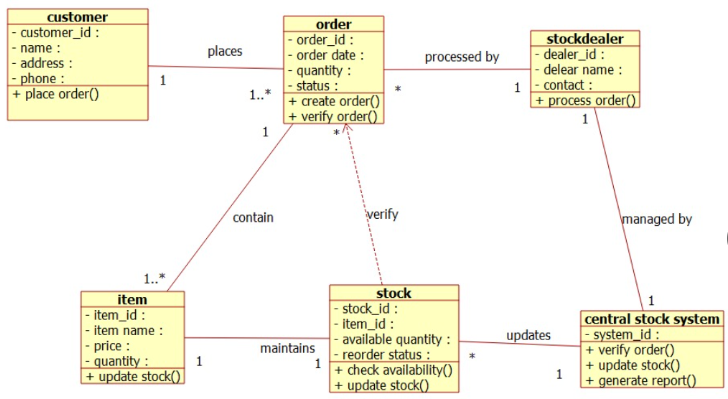 customer
- customer_id :
- name :
- address :
- phone :
+ place order()
places
1
1..*
order
- order_id :
- order date :
- quantity :
- status :
+ create order()
+ verify order()
processed by
*
1
stockdealer
- dealer_id :
- delear name :
- contact :
+ process order()
1
*
1
contain
verify
managed by
1..*
1
item
- item_id :
- item name :
- price :
- quantity :
+ update stock()
maintains
1
1
stock
- stock_id :
- item_id :
- available quantity :
- reorder status :
+ check availability()
+ update stock()
updates
*
1
central stock system
- system_id :
+ verify order()
+ update stock()
+ generate report()